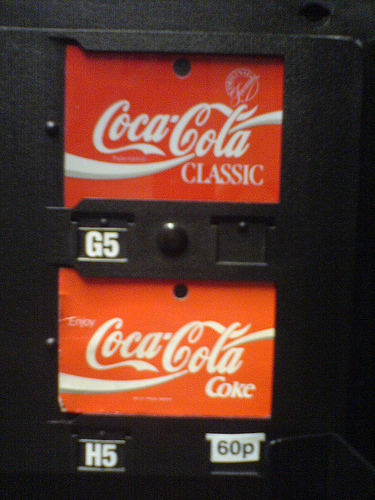 Coca-Cola
CLASSIC
G5
Enjoy
Coca-Cola
Coke
H5
60p